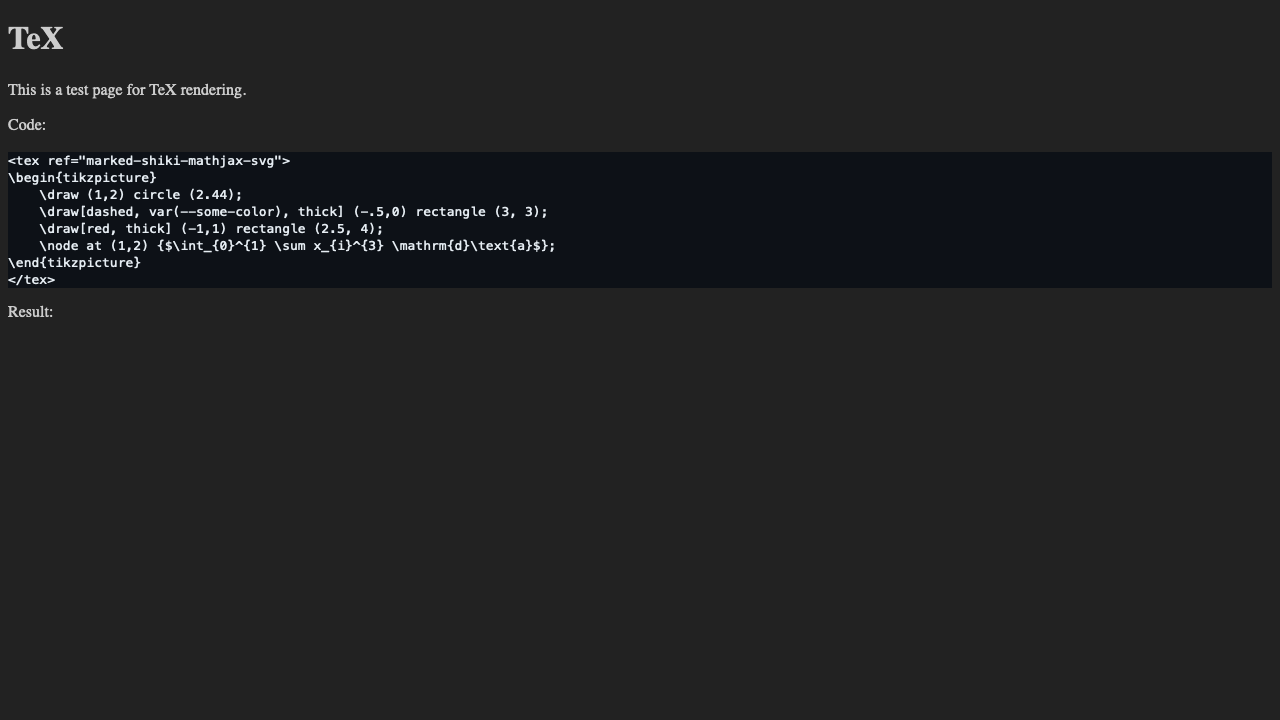 TeX
This is a test page for TeX rendering.
Code:
<tex ref="marked-shiki-mathjax-svg">
\begin{tikzpicture}
    \draw (1,2) circle (2.44);
    \draw[dashed, var(--some-color), thick] (-.5,0) rectangle (3, 3);
    \draw[red, thick] (-1,1) rectangle (2.5, 4);
    \node at (1,2) {$\int_{0}^{1} \sum x_{i}^{3} \mathrm{d}\text{a}$};
\end{tikzpicture}
</tex>
Result: